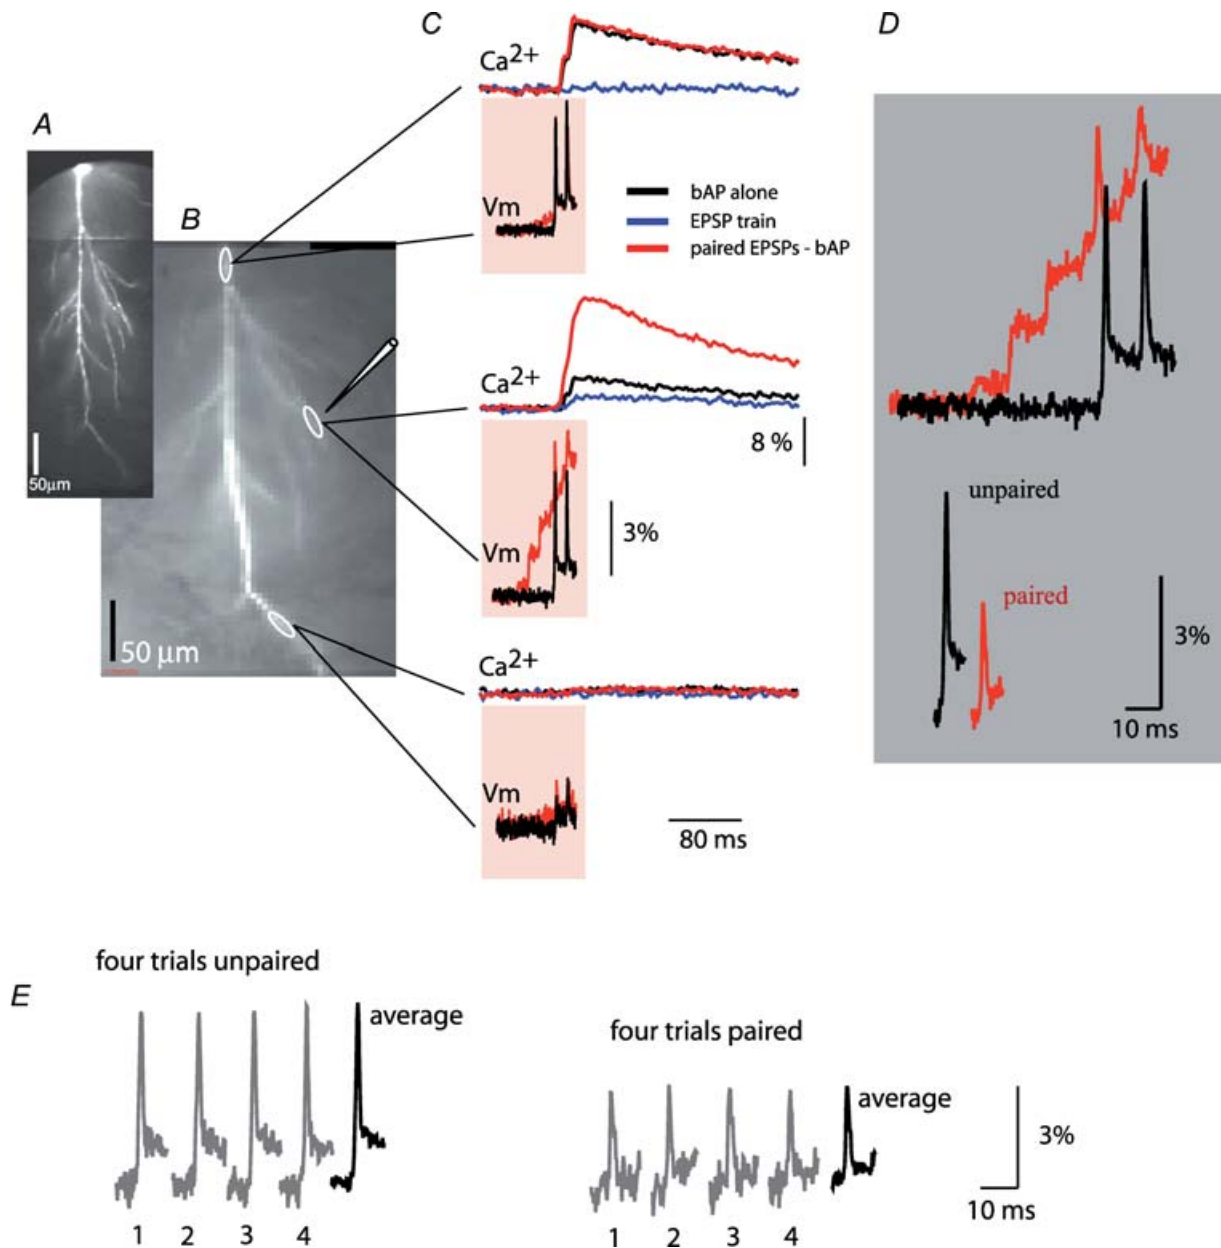 A
50μm
B
50 μm
C
Ca2+
Vm
bAP alone
EPSP train
paired EPSPs - bAP
Ca2+
8 %
Vm
3%
Ca2+
Vm
80 ms
D
unpaired
paired
3%
10 ms
E
four trials unpaired
average
1 2 3 4
four trials paired
average
3%
10 ms
1 2 3 4